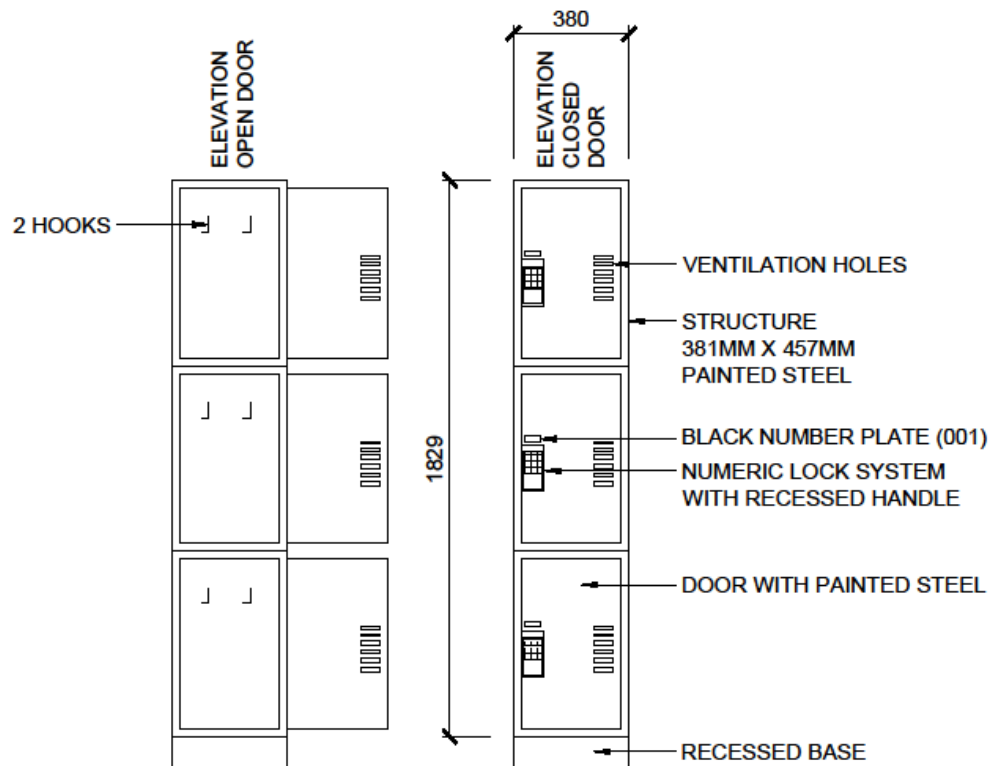 380
ELEVATION
OPEN DOOR
ELEVATION
CLOSED
DOOR
2 HOOKS
VENTILATION HOLES
STRUCTURE
381MM X 457MM
PAINTED STEEL
1829
BLACK NUMBER PLATE (001)
NUMERIC LOCK SYSTEM
WITH RECESSED HANDLE
DOOR WITH PAINTED STEEL
RECESSED BASE